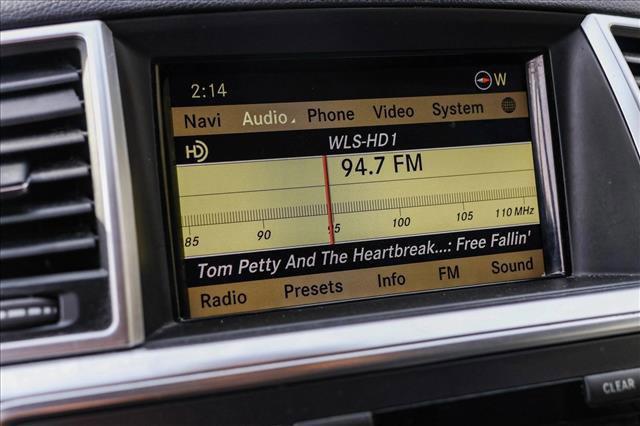 2:14 W
Navi Audio Phone Video System
HD WLS-HD1
94.7 FM
85 90 95 100 105 110 MHz
Tom Petty And The Heartbreak...: Free Fallin'
Radio Presets Info FM Sound
CLEAR